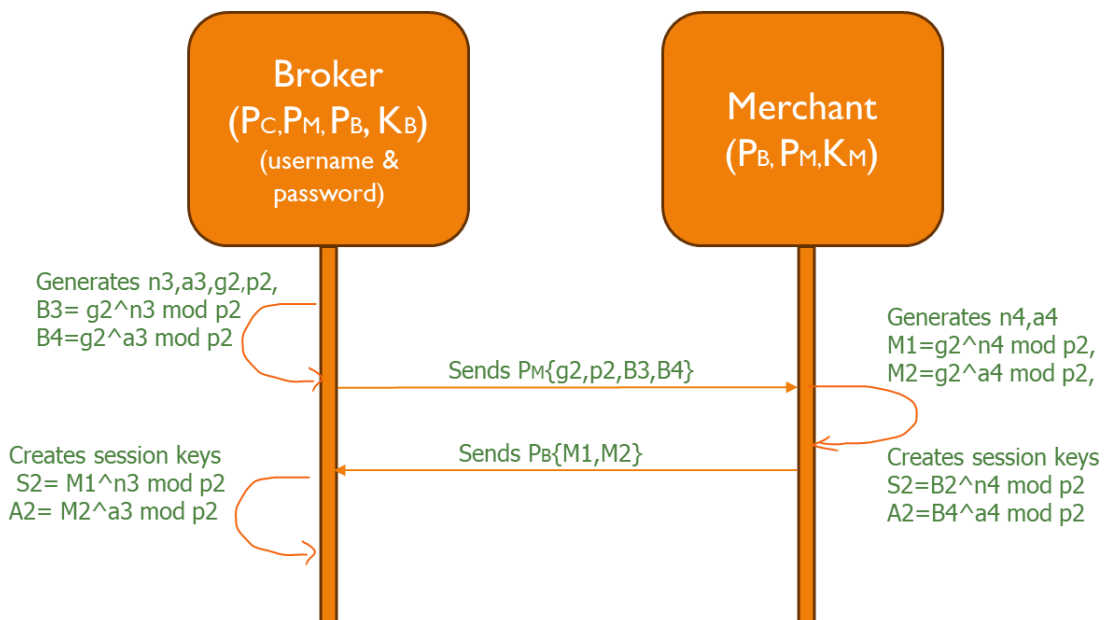 Broker
(PC,PM, PB, KB)
(username &
password)
Merchant
(PB, PM,KM)
Generates n3,a3,g2,p2,
B3= g2^n3 mod p2
B4=g2^a3 mod p2
Generates n4,a4
M1=g2^n4 mod p2,
M2=g2^a4 mod p2,
Sends PM{g2,p2,B3,B4}
Sends PB{M1,M2}
Creates session keys
S2= M1^n3 mod p2
A2= M2^a3 mod p2
Creates session keys
S2=B2^n4 mod p2
A2=B4^a4 mod p2